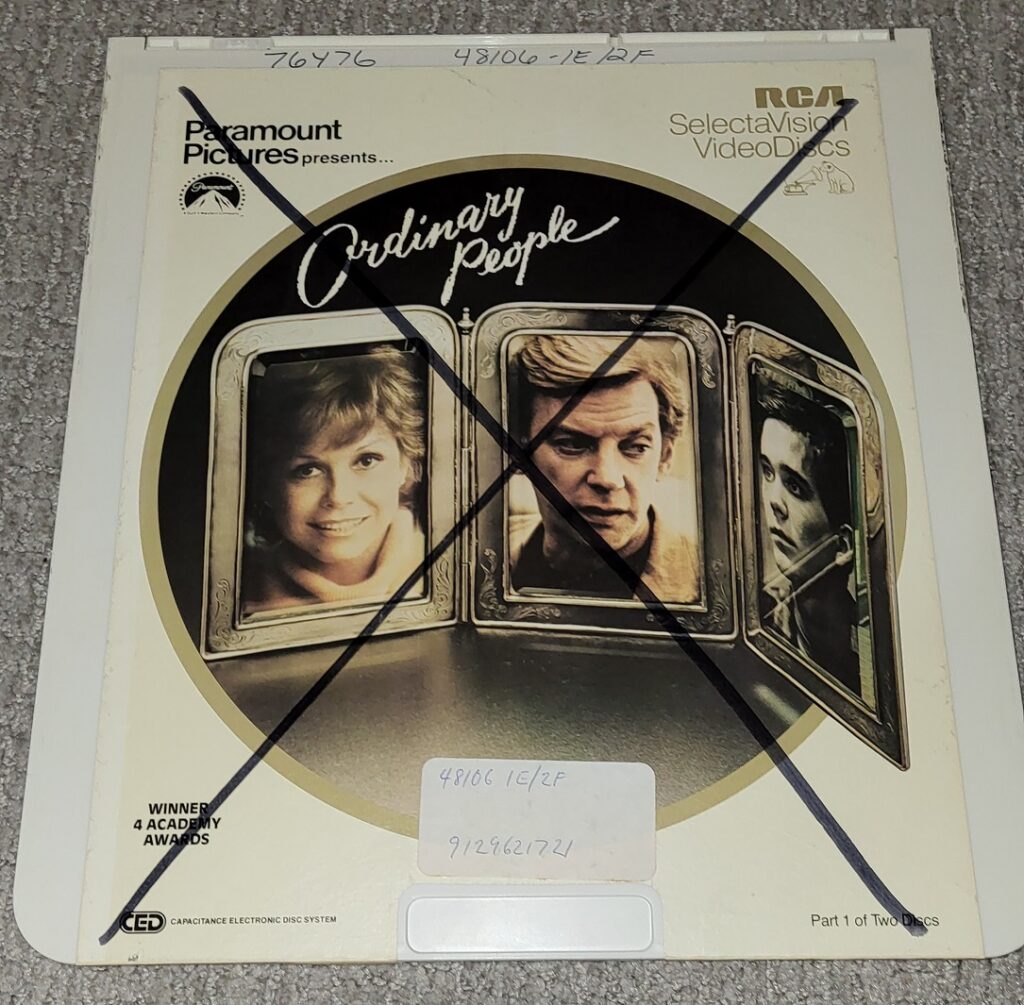 76476 48106-1E/2F
RCA
SelectaVision
VideoDiscs
Paramount
Pictures presents...
Paramount
Ordinary
People
48106 1E/2F
9129621721
WINNER
4 ACADEMY
AWARDS
CED CAPACITANCE ELECTRONIC DISC SYSTEM
Part 1 of Two Discs